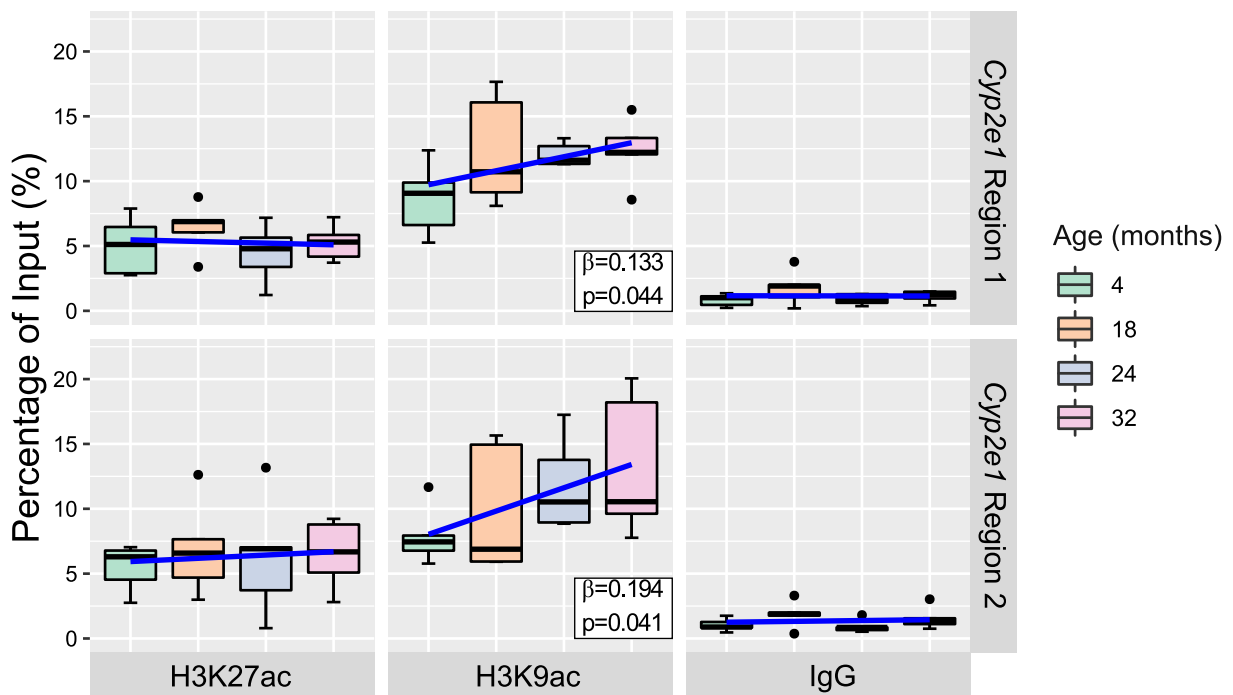 Percentage of Input (%)
20
15
10
5
0
β=0.133
p=0.044
Cyp2e1 Region 1
20
15
10
5
0
β=0.194
p=0.041
Cyp2e1 Region 2
H3K27ac
H3K9ac
IgG
Age (months)
4
18
24
32